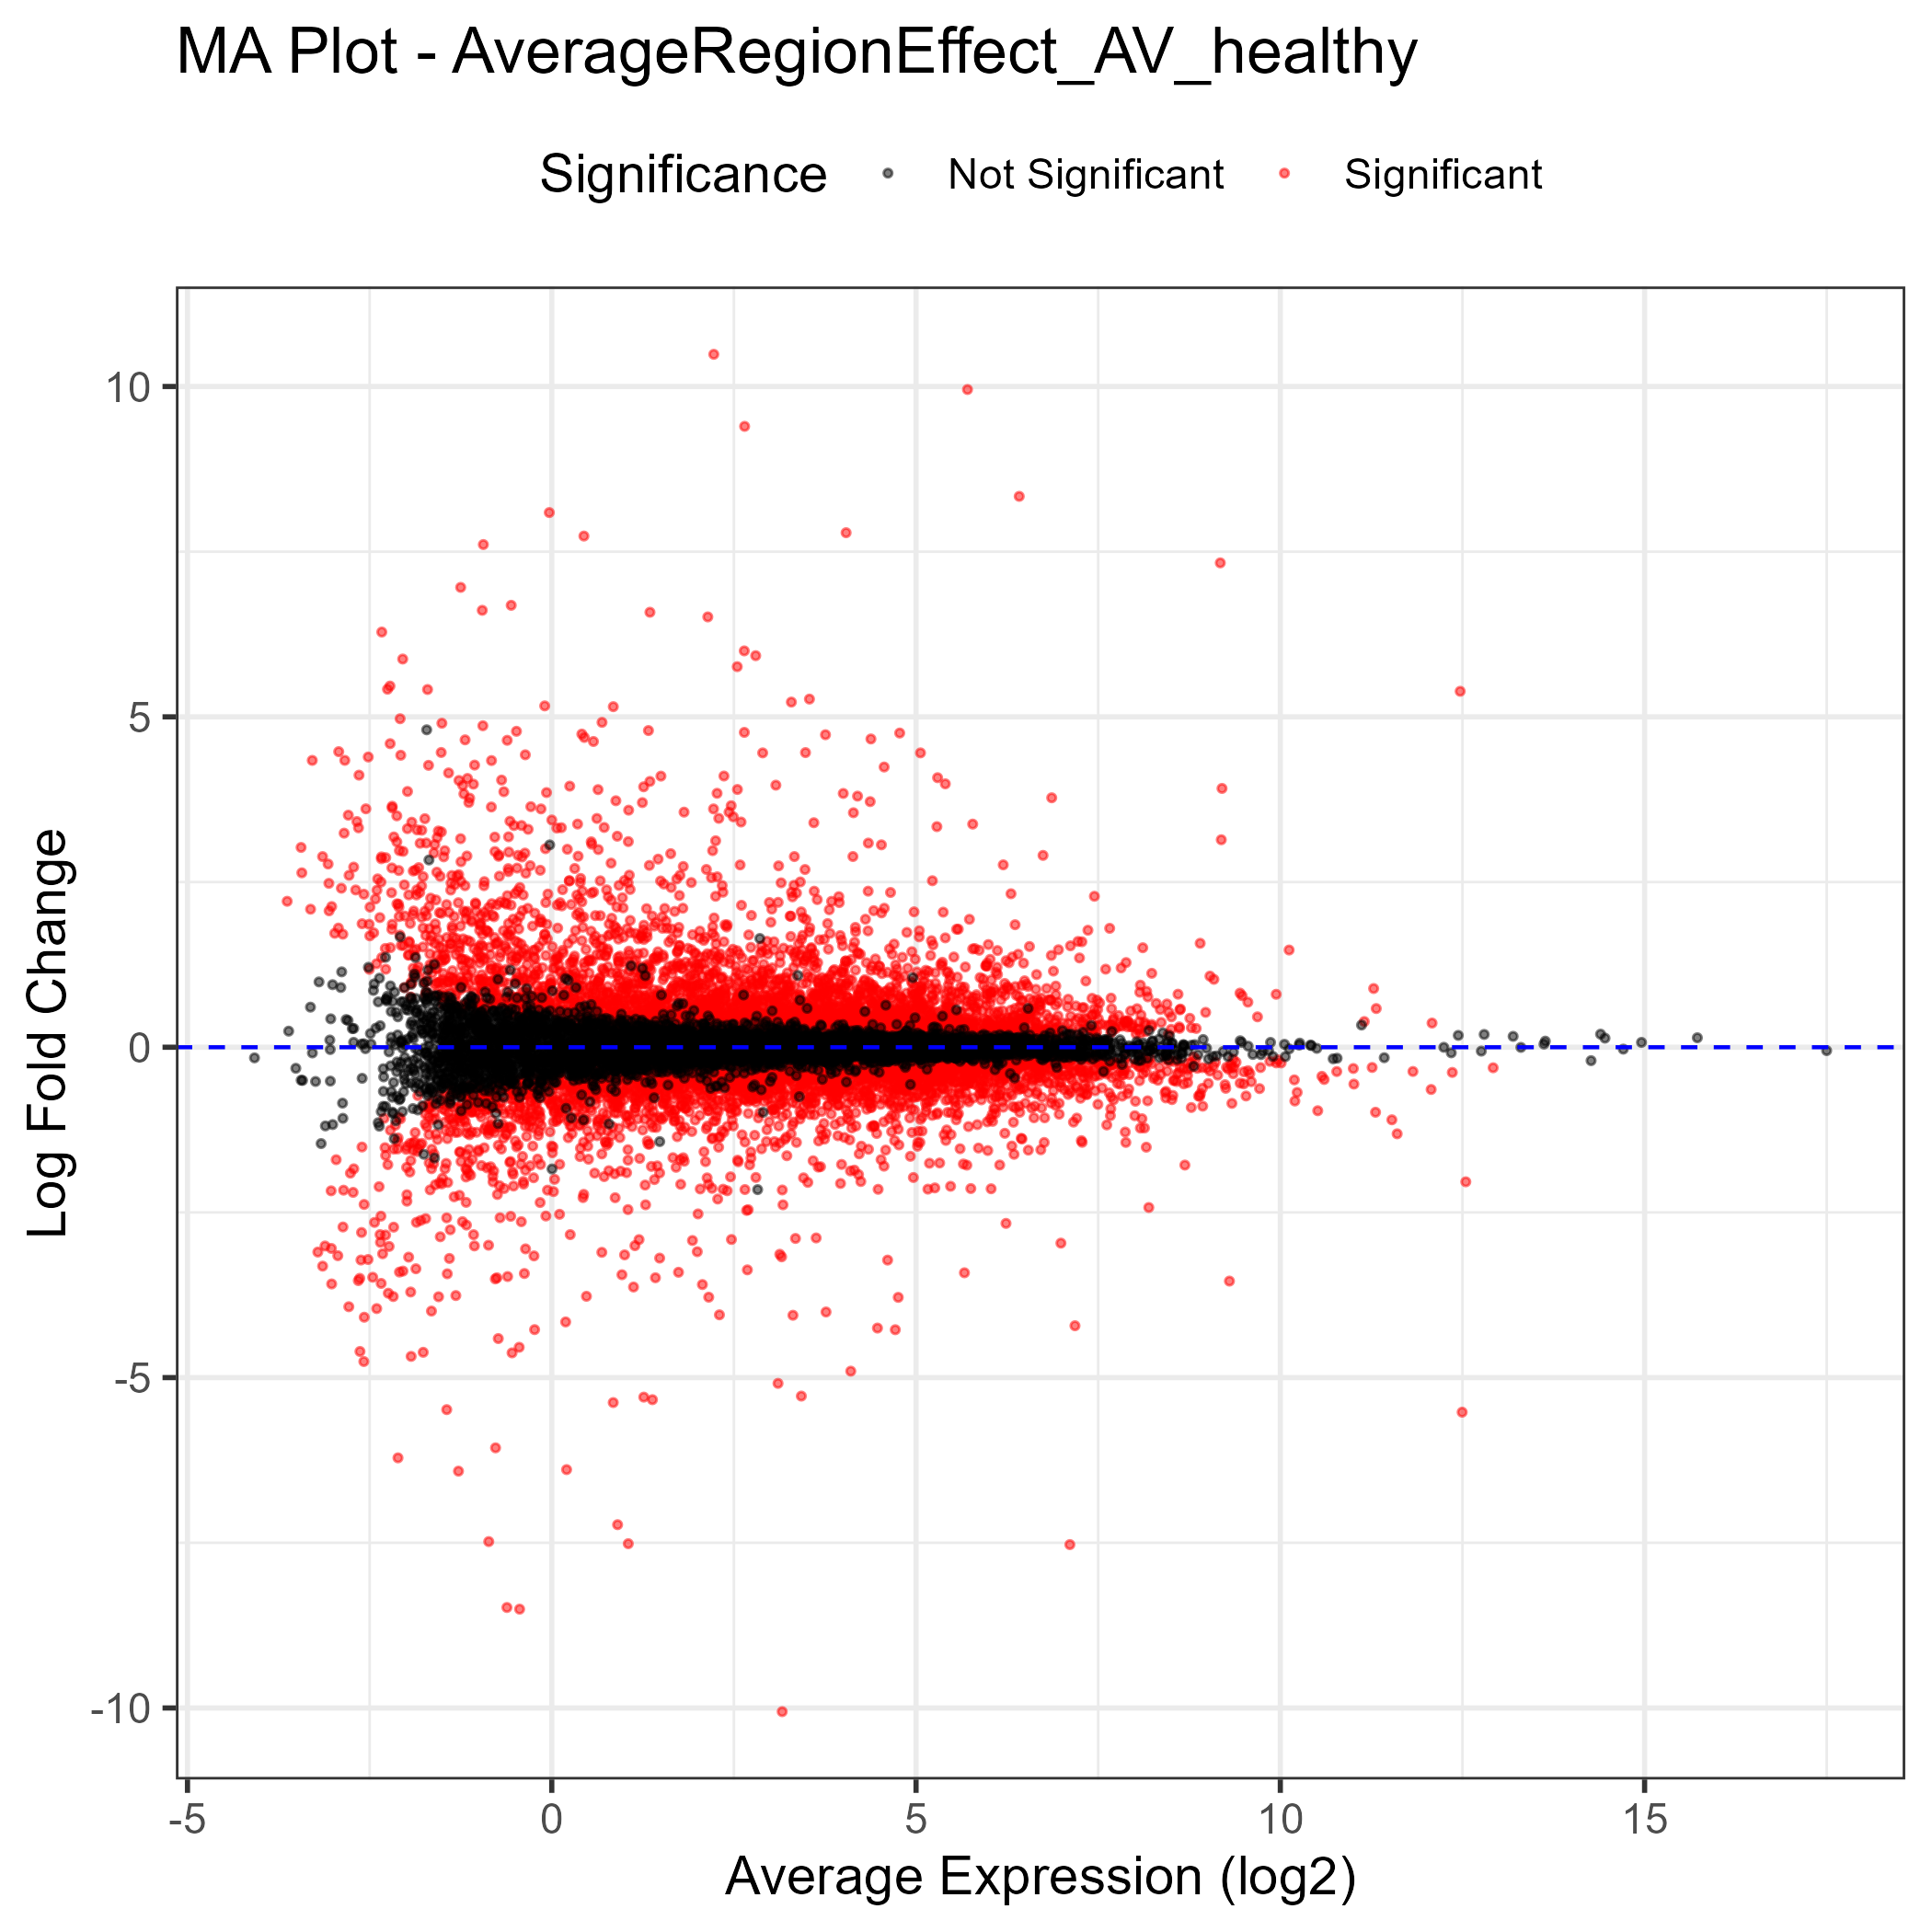 MA Plot - AverageRegionEffect_AV_healthy
Significance Not Significant Significant
10
5
0
-5
-10
Log Fold Change
-5 0 5 10 15
Average Expression (log2)